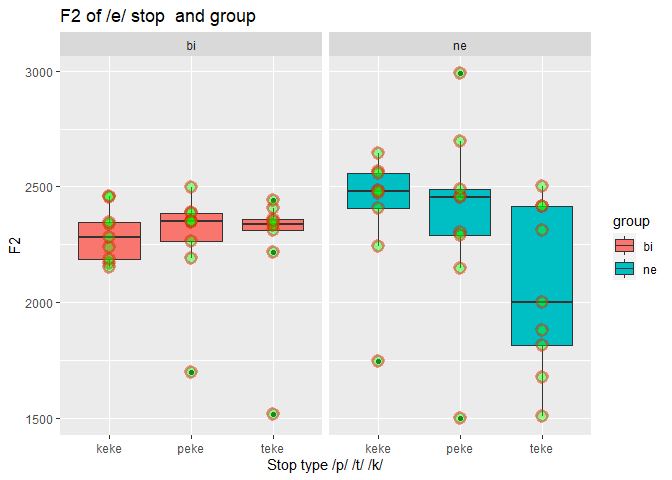 F2 of /e/ stop  and group
bi
ne
3000
2500
2000
1500
F2
keke
peke
teke
keke
peke
teke
Stop type /p/ /t/ /k/
group
bi
ne